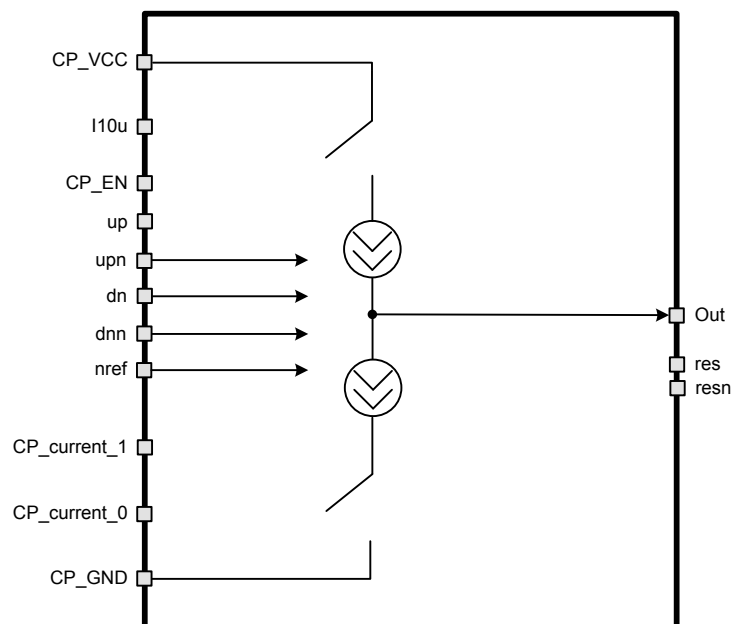 CP_VCC
I10u
CP_EN
up
upn
dn
dnn
nref
CP_current_1
CP_current_0
CP_GND
Out
res
resn